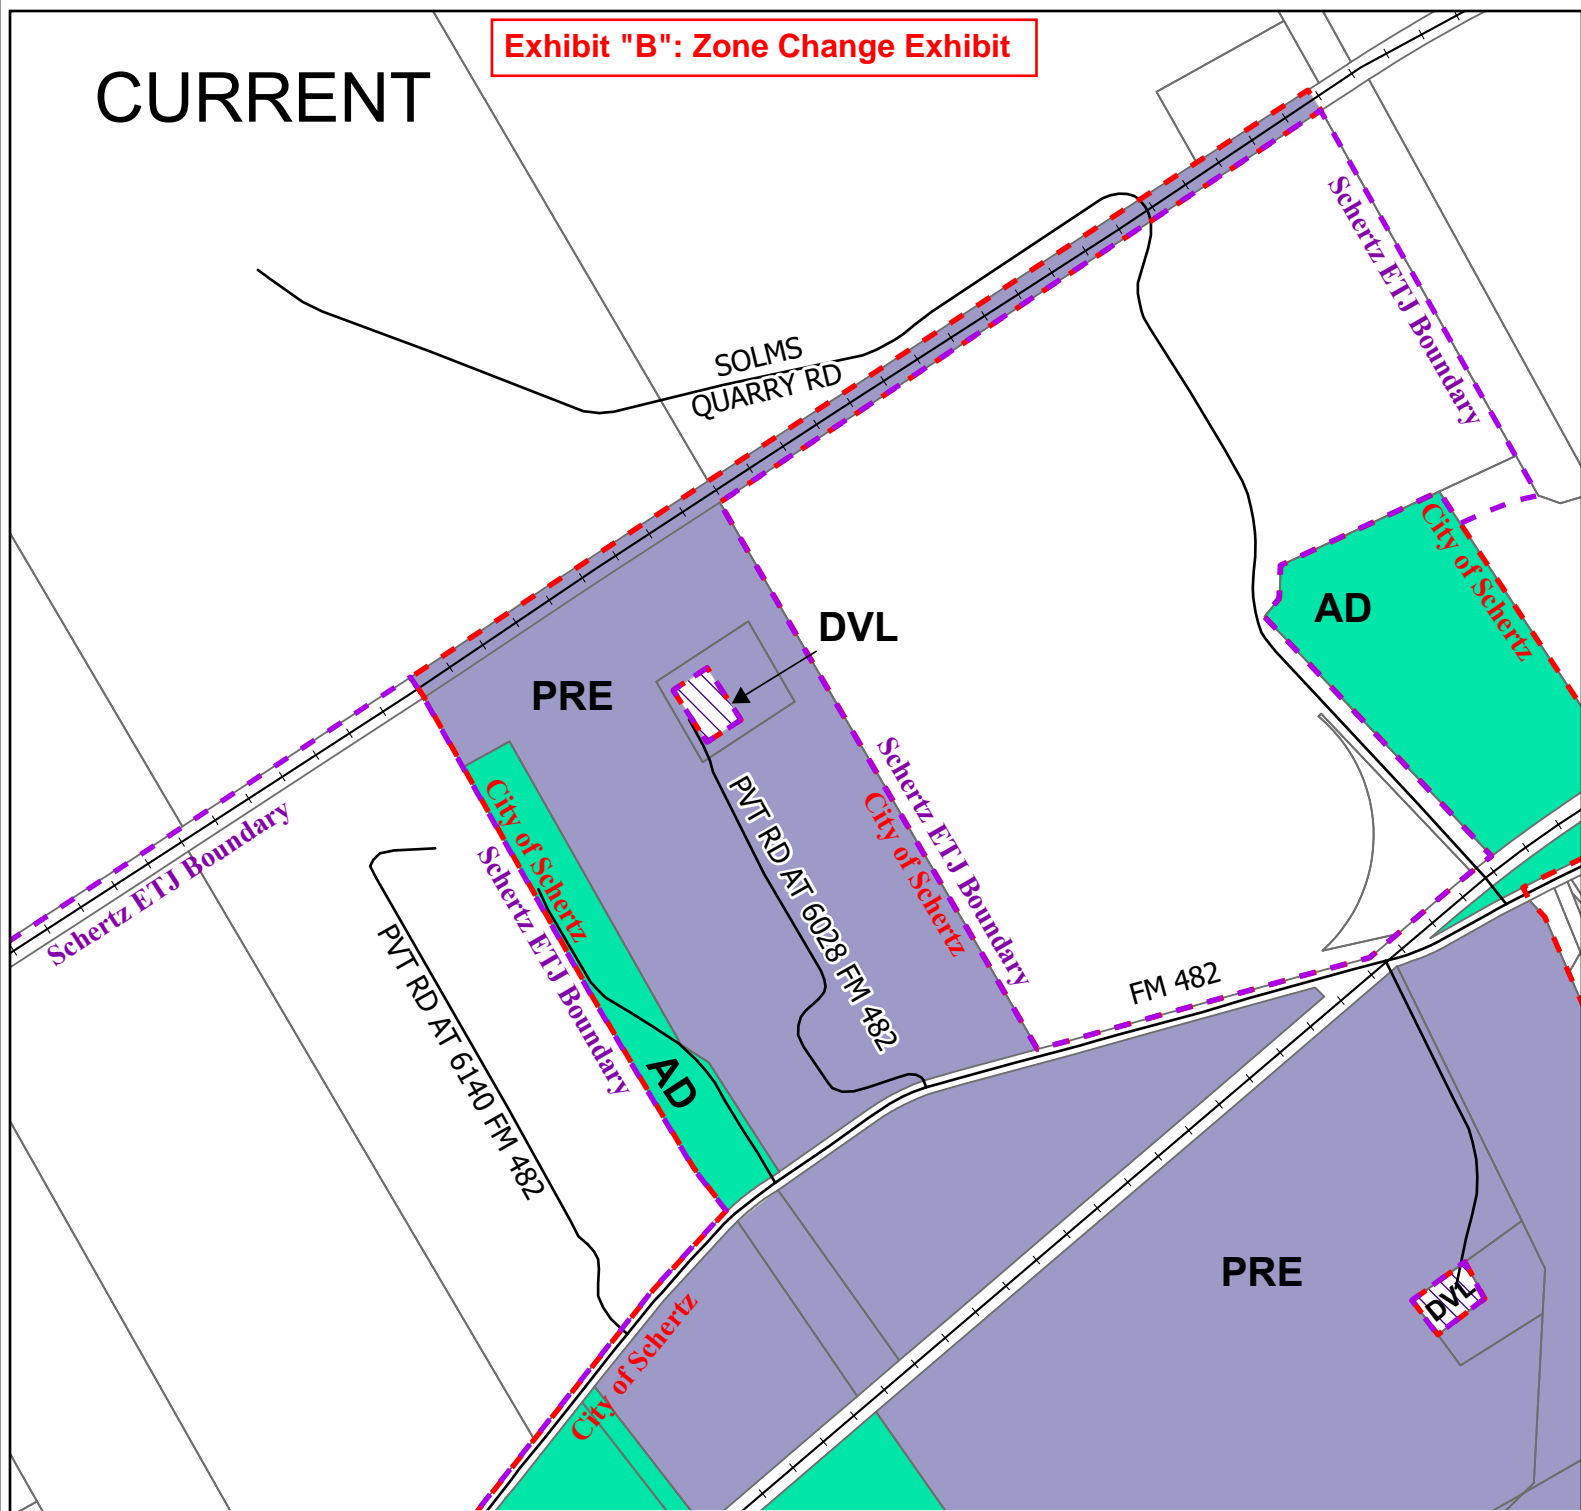 Exhibit "B": Zone Change Exhibit
CURRENT
Schertz ETJ Boundary
SOLMS
QUARRY RD
City of Schertz
AD
DVL
PRE
Schertz ETJ Boundary
City of Schertz
PVT RD AT 6028 FM 482
City of Schertz
Schertz ETJ Boundary
Schertz ETJ Boundary
PVT RD AT 6140 FM 482
AD
FM 482
PRE
DVL
City of Schertz